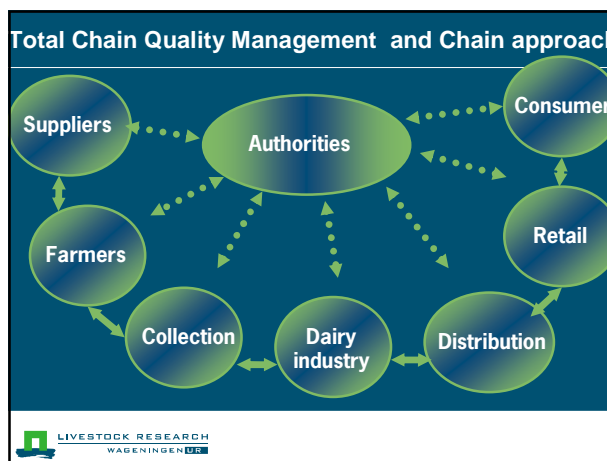 Total Chain Quality Management and Chain approach
Suppliers
Authorities
Consumer
Farmers
Retail
Collection
Dairy
industry
Distribution
LIVESTOCK RESEARCH
WAGENINGEN UR